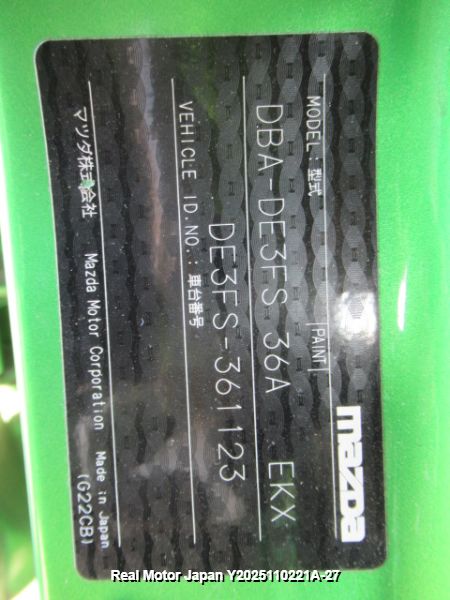 mazda
MODEL:型式 PAINT
DBA-DE3FS 36A EKX
VEHICLE ID.NO.:車台番号
DE3FS-361123
マツダ株式会社 Mazda Motor Corporation Made in Japan
(G22CB)
Real Motor Japan Y2025110221A-27